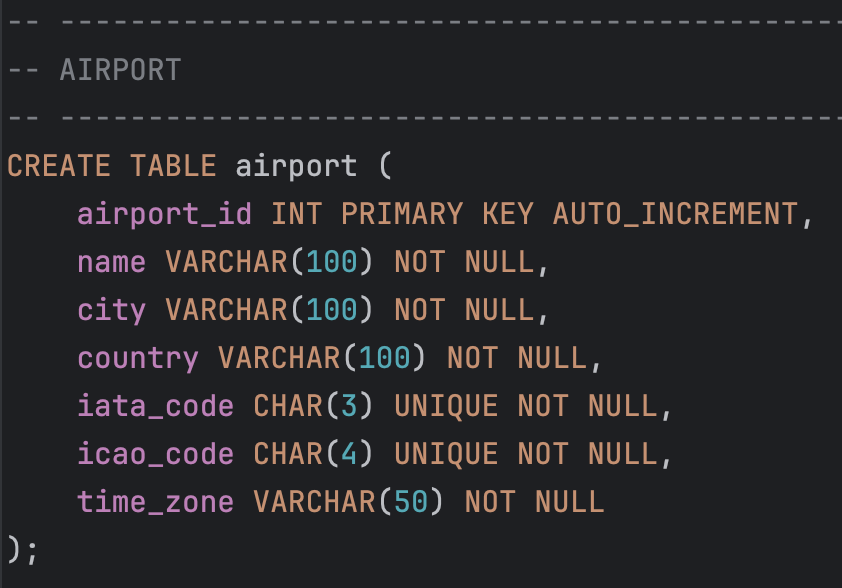 -- ---------------------------------------------
-- AIRPORT
-- ---------------------------------------------
CREATE TABLE airport (
    airport_id INT PRIMARY KEY AUTO_INCREMENT,
    name VARCHAR(100) NOT NULL,
    city VARCHAR(100) NOT NULL,
    country VARCHAR(100) NOT NULL,
    iata_code CHAR(3) UNIQUE NOT NULL,
    icao_code CHAR(4) UNIQUE NOT NULL,
    time_zone VARCHAR(50) NOT NULL
);